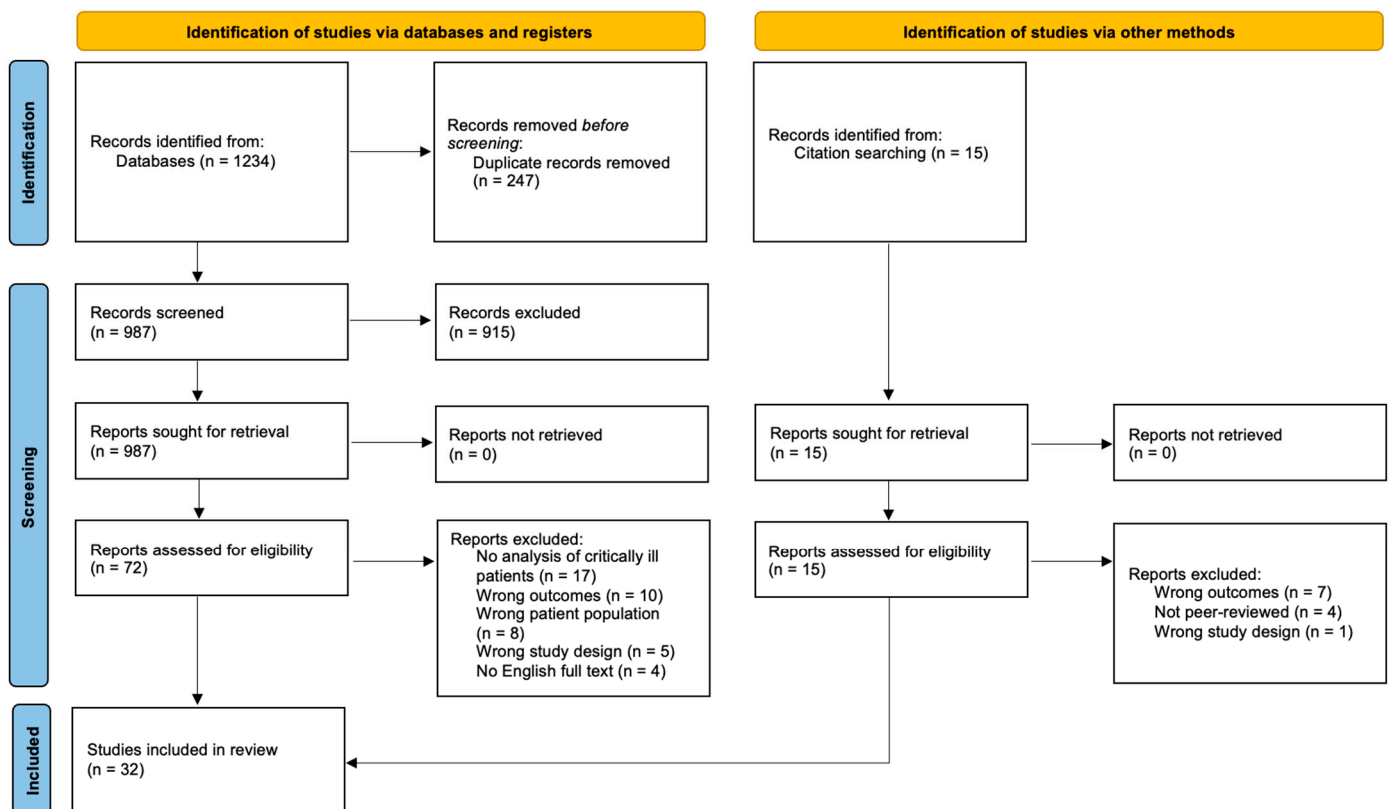 Identification of studies via databases and registers
Identification of studies via other methods
Identification
Records identified from:
Databases (n = 1234)
Records removed before
screening:
Duplicate records removed
(n = 247)
Records identified from:
Citation searching (n = 15)
Screening
Records screened
(n = 987)
Records excluded
(n = 915)
Reports sought for retrieval
(n = 987)
Reports not retrieved
(n = 0)
Reports sought for retrieval
(n = 15)
Reports not retrieved
(n = 0)
Reports assessed for eligibility
(n = 72)
Reports excluded:
No analysis of critically ill
patients (n = 17)
Wrong outcomes (n = 10)
Wrong patient population
(n = 8)
Wrong study design (n = 5)
No English full text (n = 4)
Reports assessed for eligibility
(n = 15)
Reports excluded:
Wrong outcomes (n = 7)
Not peer-reviewed (n = 4)
Wrong study design (n = 1)
Included
Studies included in review
(n = 32)